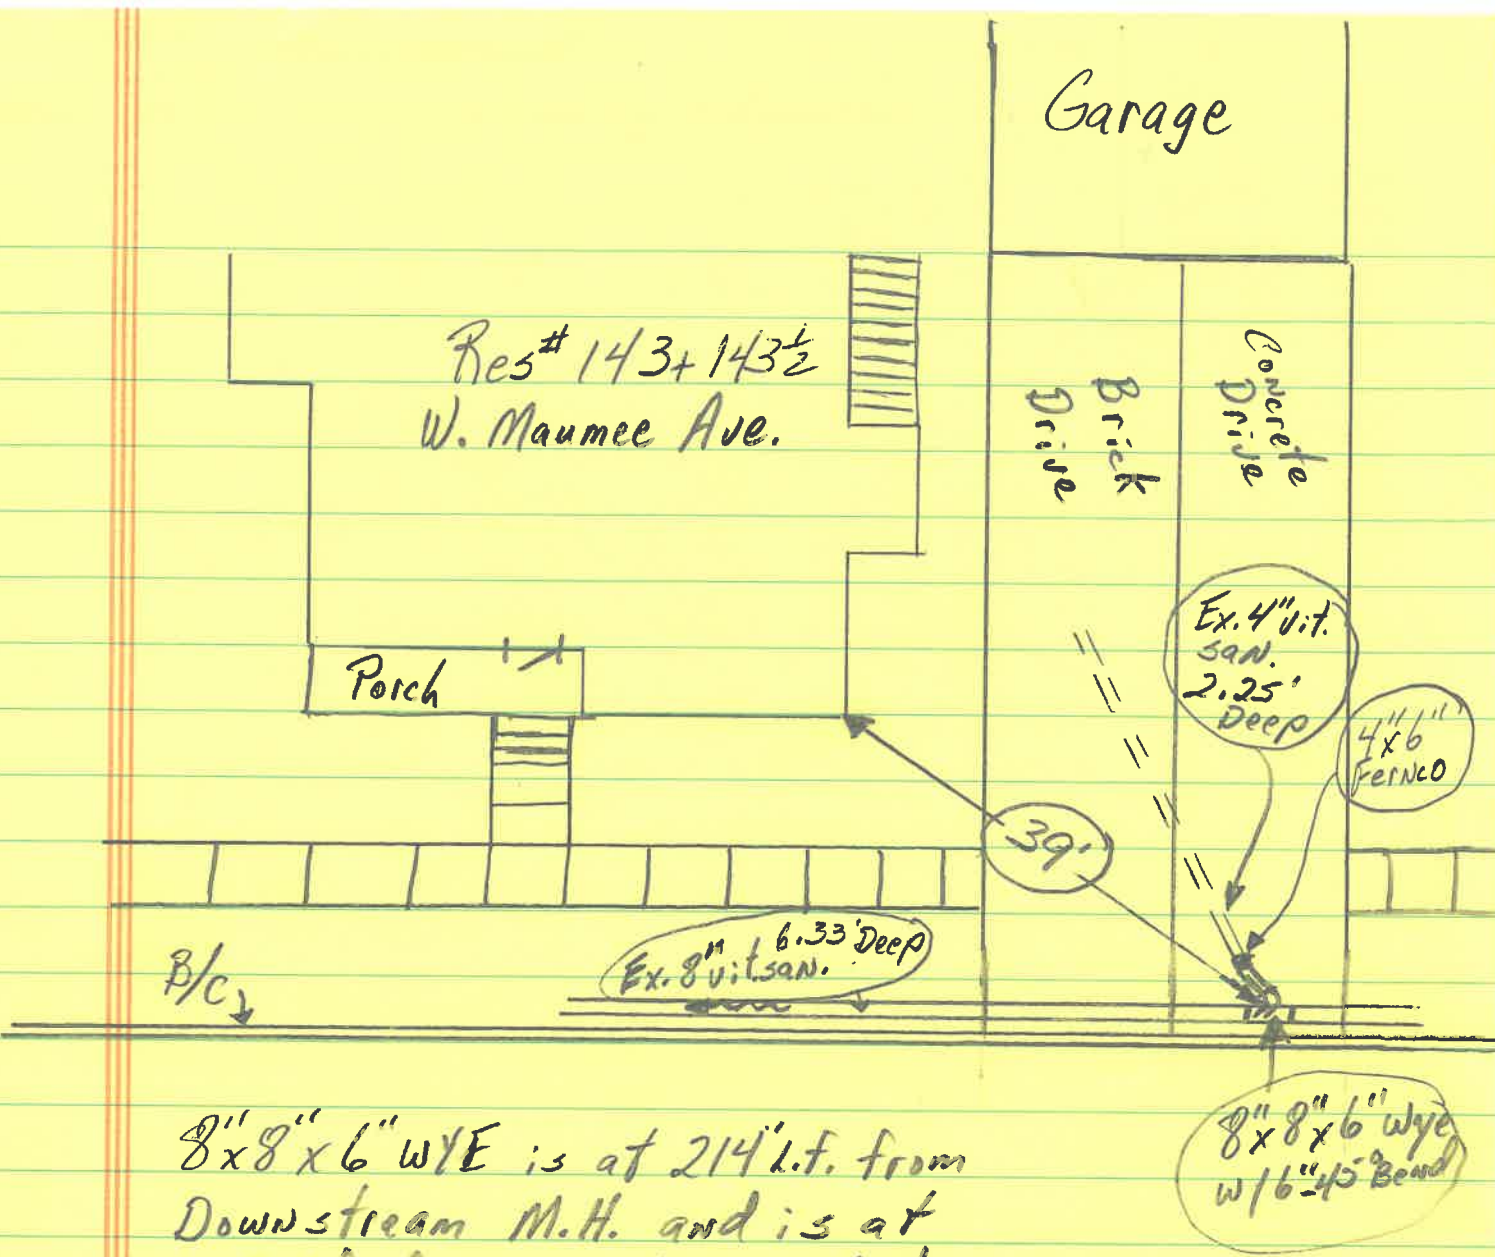 Garage
Res# 143+ 143½
W. Maumee Ave.
Concrete
Drive
Brick
Drive
Ex. 4" vit.
san.
2.25'
Deep
4"x6"
Fernco
Porch
39'
6.33' Deep
Ex. 8" vit. san.
B/C
8"x8"x6" WYE is at 214" L.f. from
Downstream M.H. and is at
8"x8"x6" Wye
w/6"-45° Bend